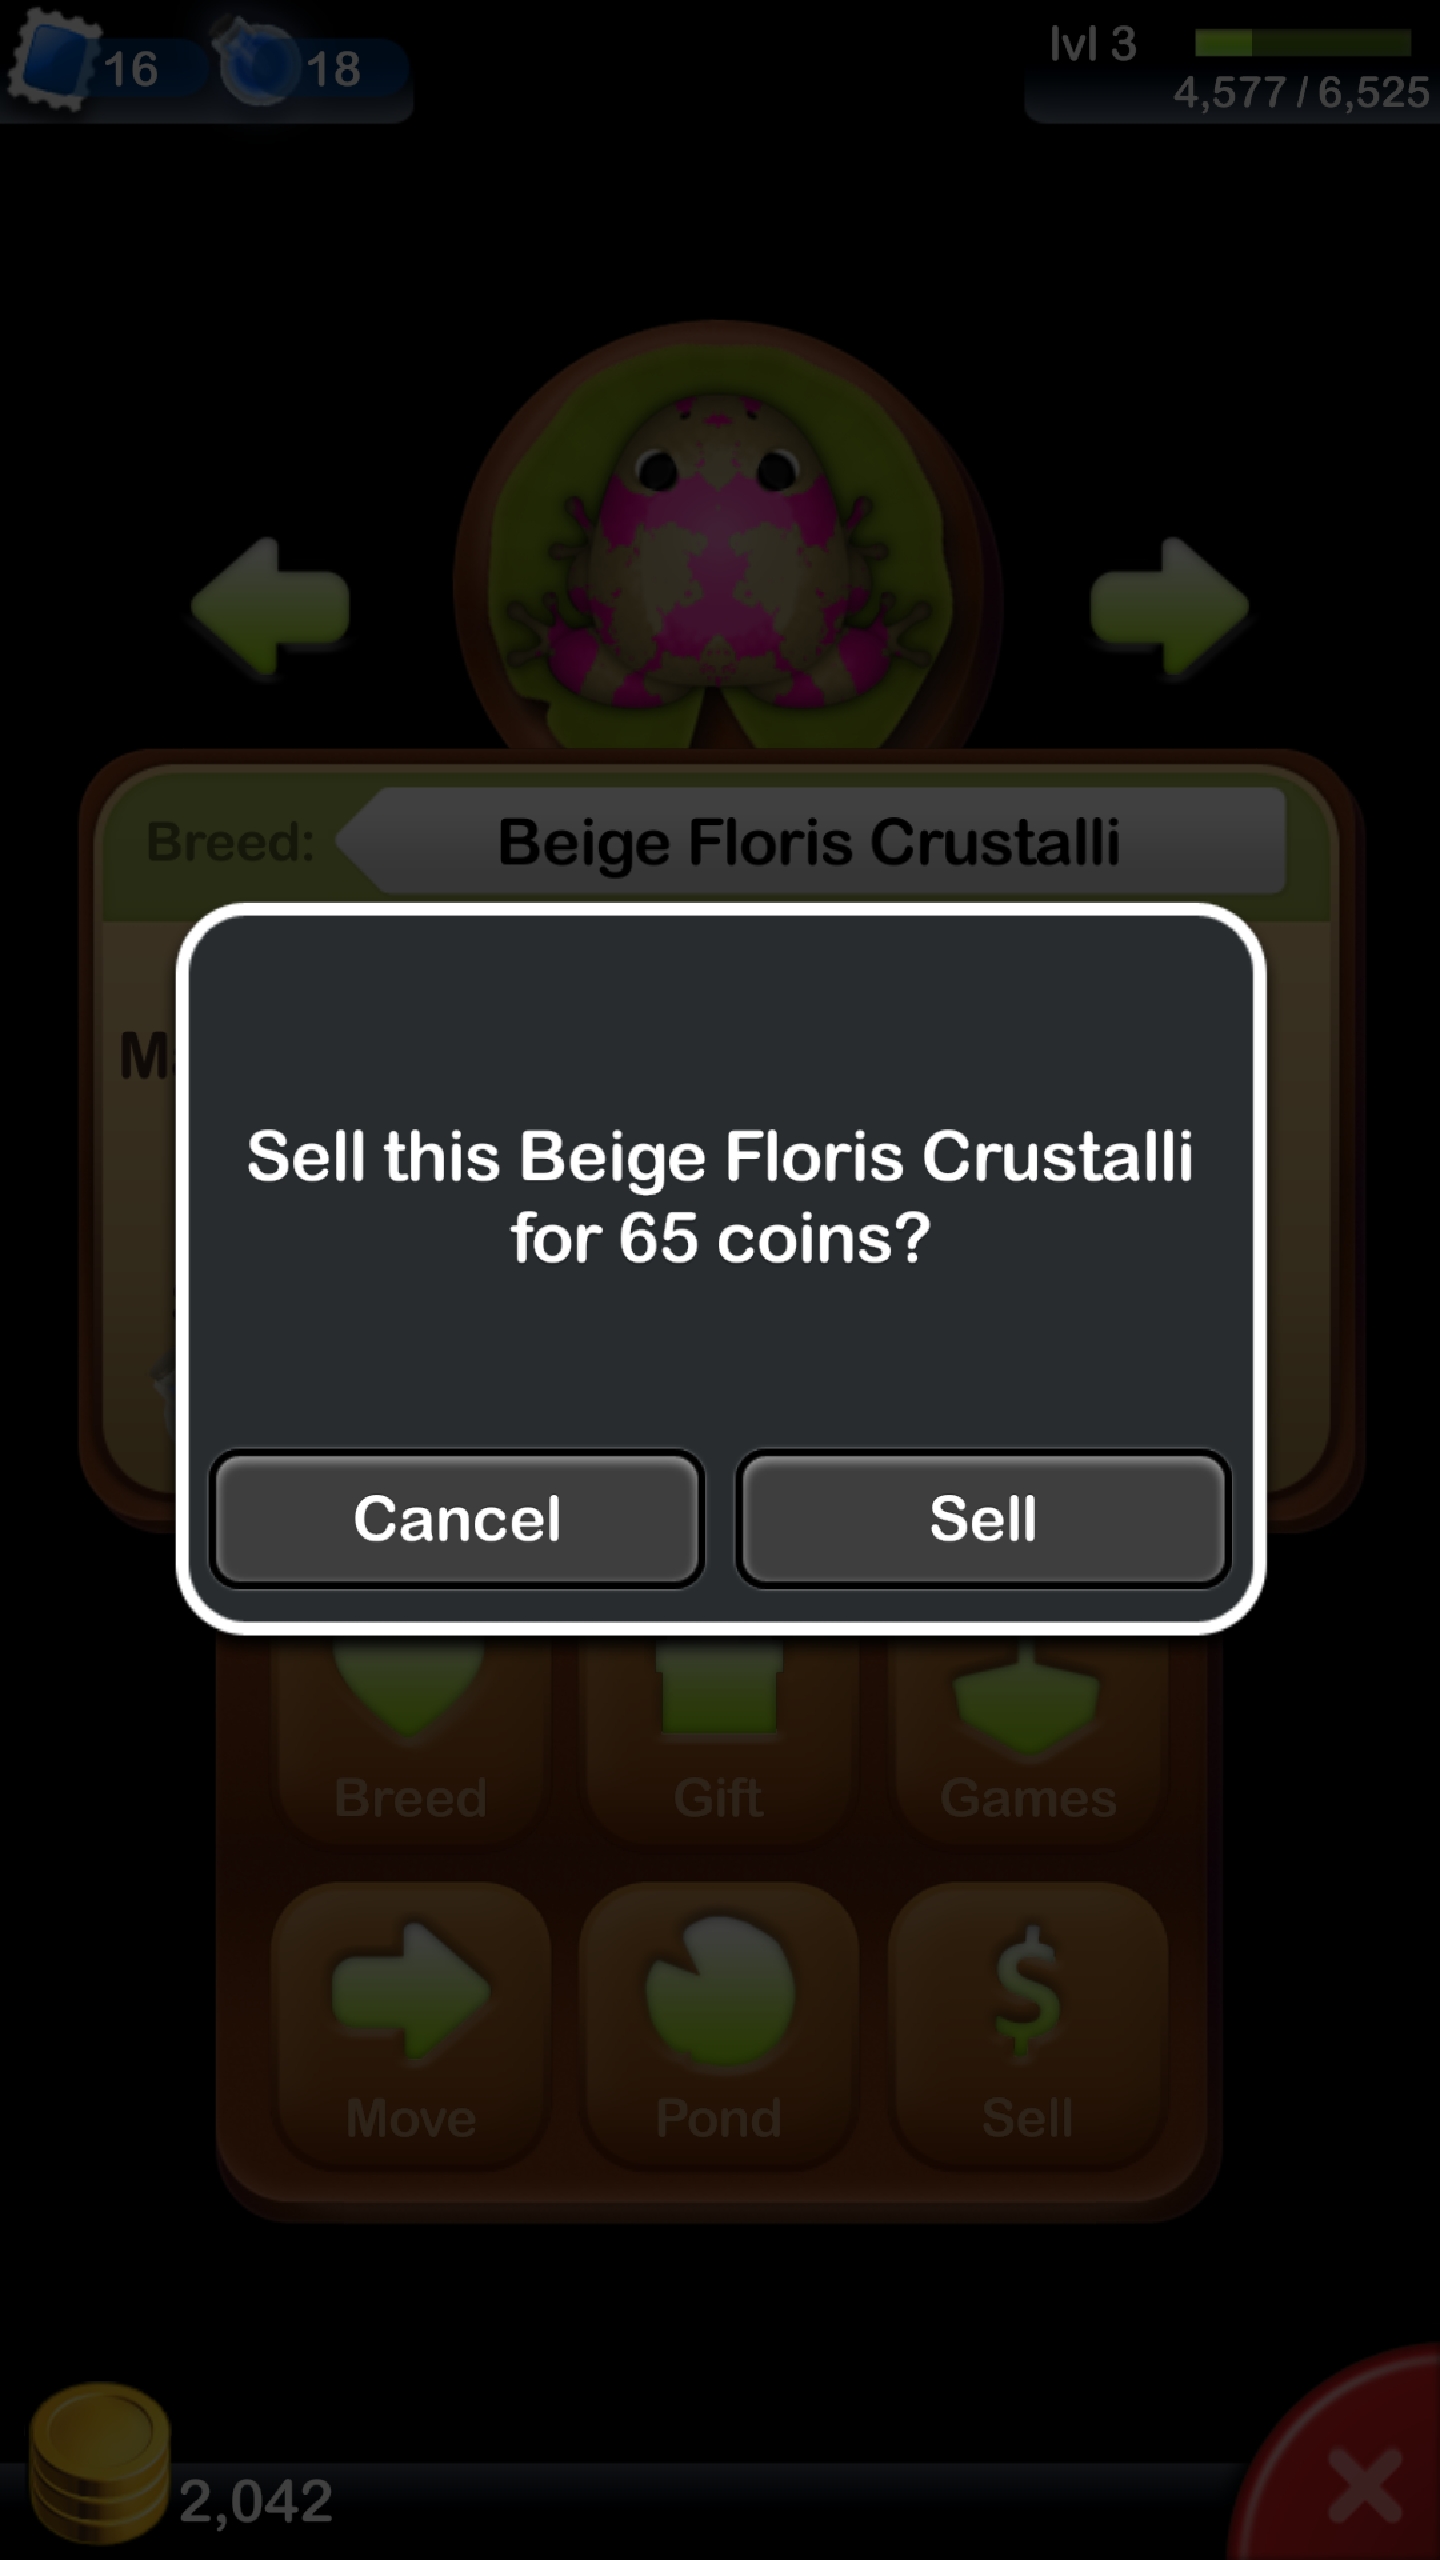 16
18
lvl 3
4,577 / 6,525
Breed:
Beige Floris Crustalli
Sell this Beige Floris Crustalli
for 65 coins?
Cancel
Sell
Breed
Gift
Games
Move
Pond
Sell
2,042